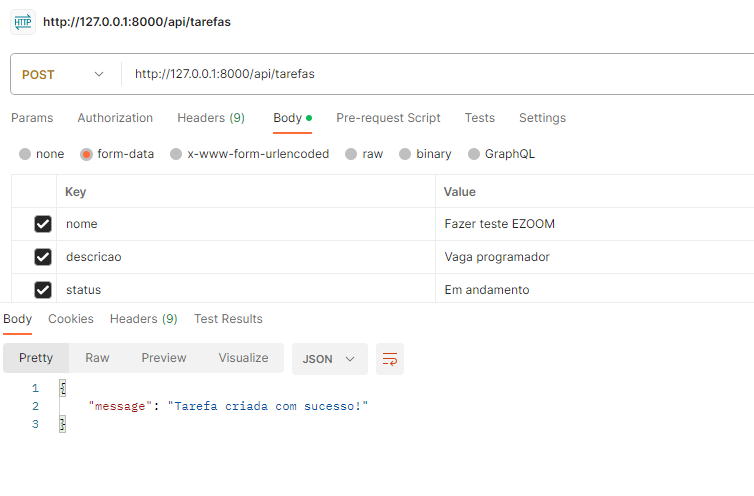 HTTP http://127.0.0.1:8000/api/tarefas
POST http://127.0.0.1:8000/api/tarefas
Params Authorization Headers (9) Body Pre-request Script Tests Settings
none form-data x-www-form-urlencoded raw binary GraphQL
Key Value
nome Fazer teste EZOOM
descricao Vaga programador
status Em andamento
Body Cookies Headers (9) Test Results
Pretty Raw Preview Visualize JSON
1 {
2 "message": "Tarefa criada com sucesso!"
3 }